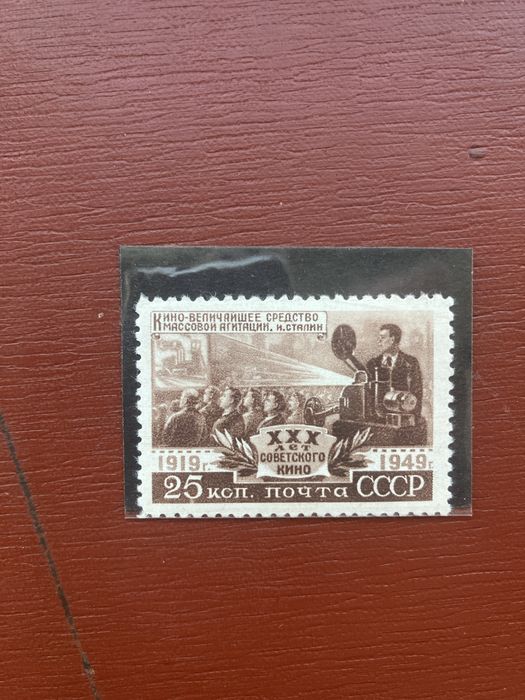 КИНО-ВЕЛИЧАЙШЕЕ СРЕДСТВО
МАССОВОЙ АГИТАЦИИ. И.СТАЛИН
XXX
ЛЕТ
СОВЕТСКОГО
КИНО
1919г. 1949г.
25 коп. почта СССР